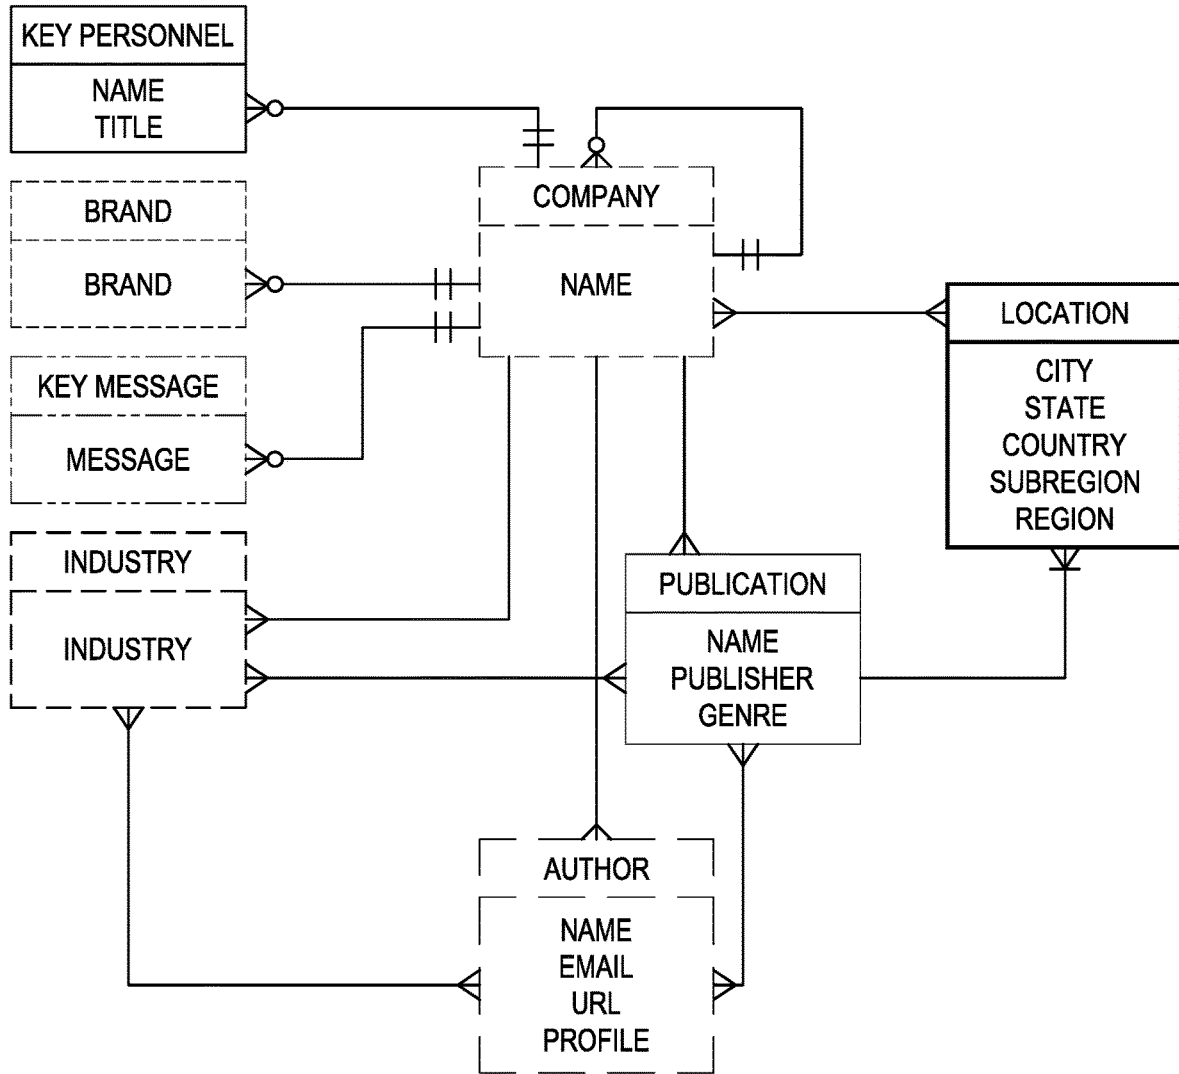 KEY PERSONNEL
NAME
TITLE
BRAND
BRAND
KEY MESSAGE
MESSAGE
INDUSTRY
INDUSTRY
COMPANY
NAME
LOCATION
CITY
STATE
COUNTRY
SUBREGION
REGION
PUBLICATION
NAME
PUBLISHER
GENRE
AUTHOR
NAME
EMAIL
URL
PROFILE